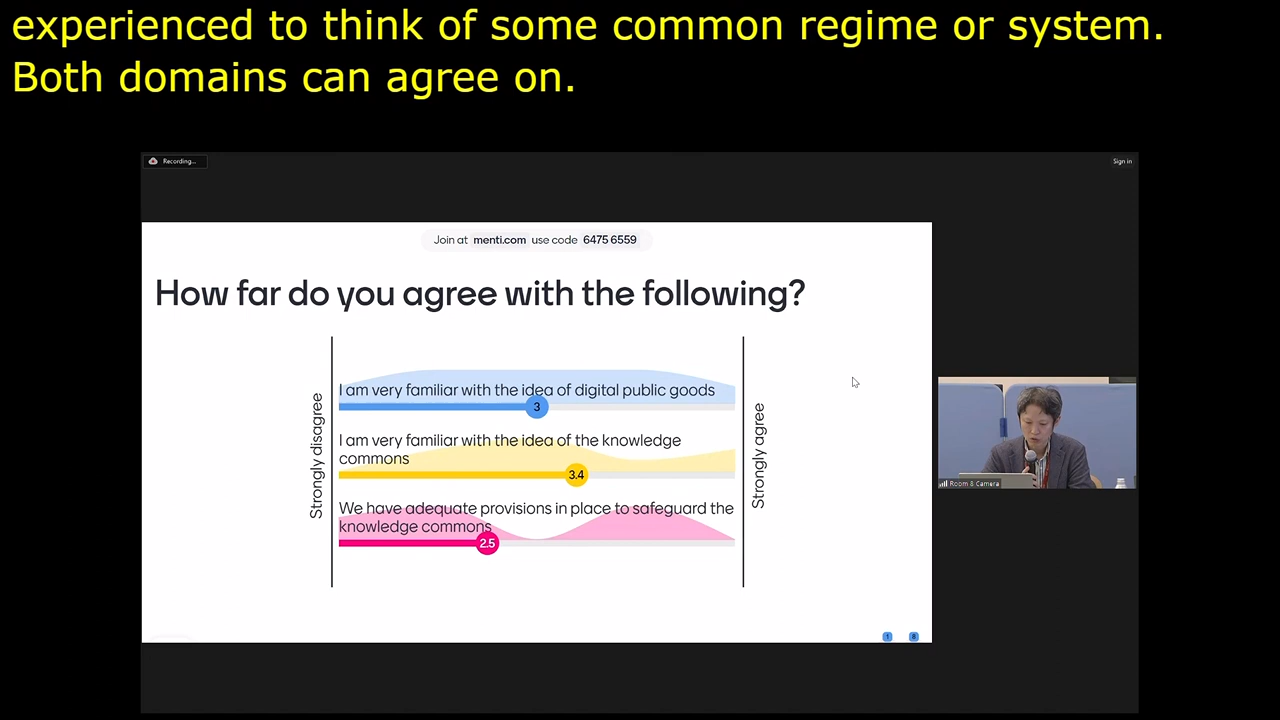 experienced to think of some common regime or system.
Both domains can agree on.
Recording...
Sign in
Join at menti.com use code 6475 6559
How far do you agree with the following?
Strongly disagree
I am very familiar with the idea of digital public goods
3
I am very familiar with the idea of the knowledge
commons
3.4
We have adequate provisions in place to safeguard the
knowledge commons
2.5
Strongly agree
Room 8 Camera
1
8